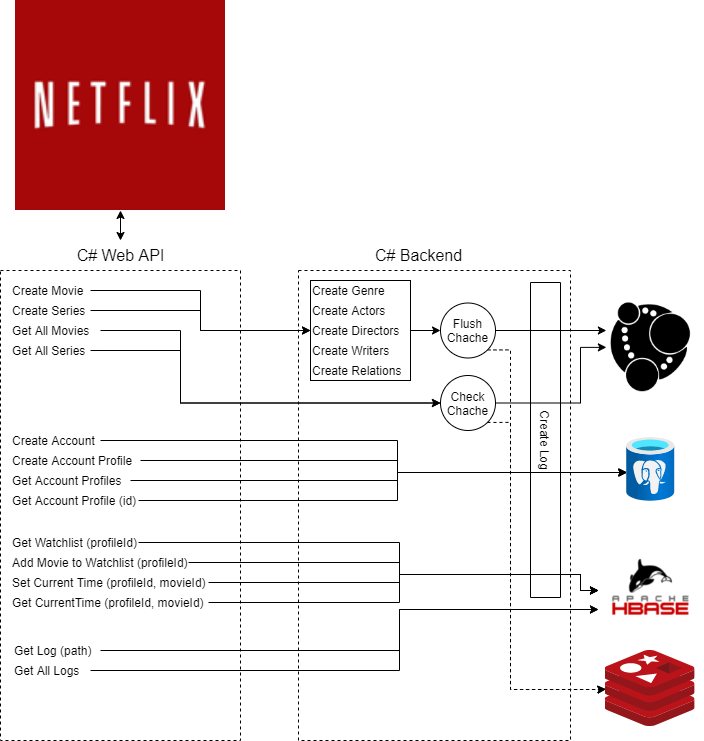 NETFLIX
C# Web API
C# Backend
Create Movie
Create Series
Get All Movies
Get All Series
Create Genre
Create Actors
Create Directors
Create Writers
Create Relations
Flush
Chache
Check
Chache
Create Log
Create Account
Create Account Profile
Get Account Profiles
Get Account Profile (id)
Get Watchlist (profileId)
Add Movie to Watchlist (profileId)
Set Current Time (profileId, movieId)
Get CurrentTime (profileId, movieId)
APACHE
HBASE
Get Log (path)
Get All Logs